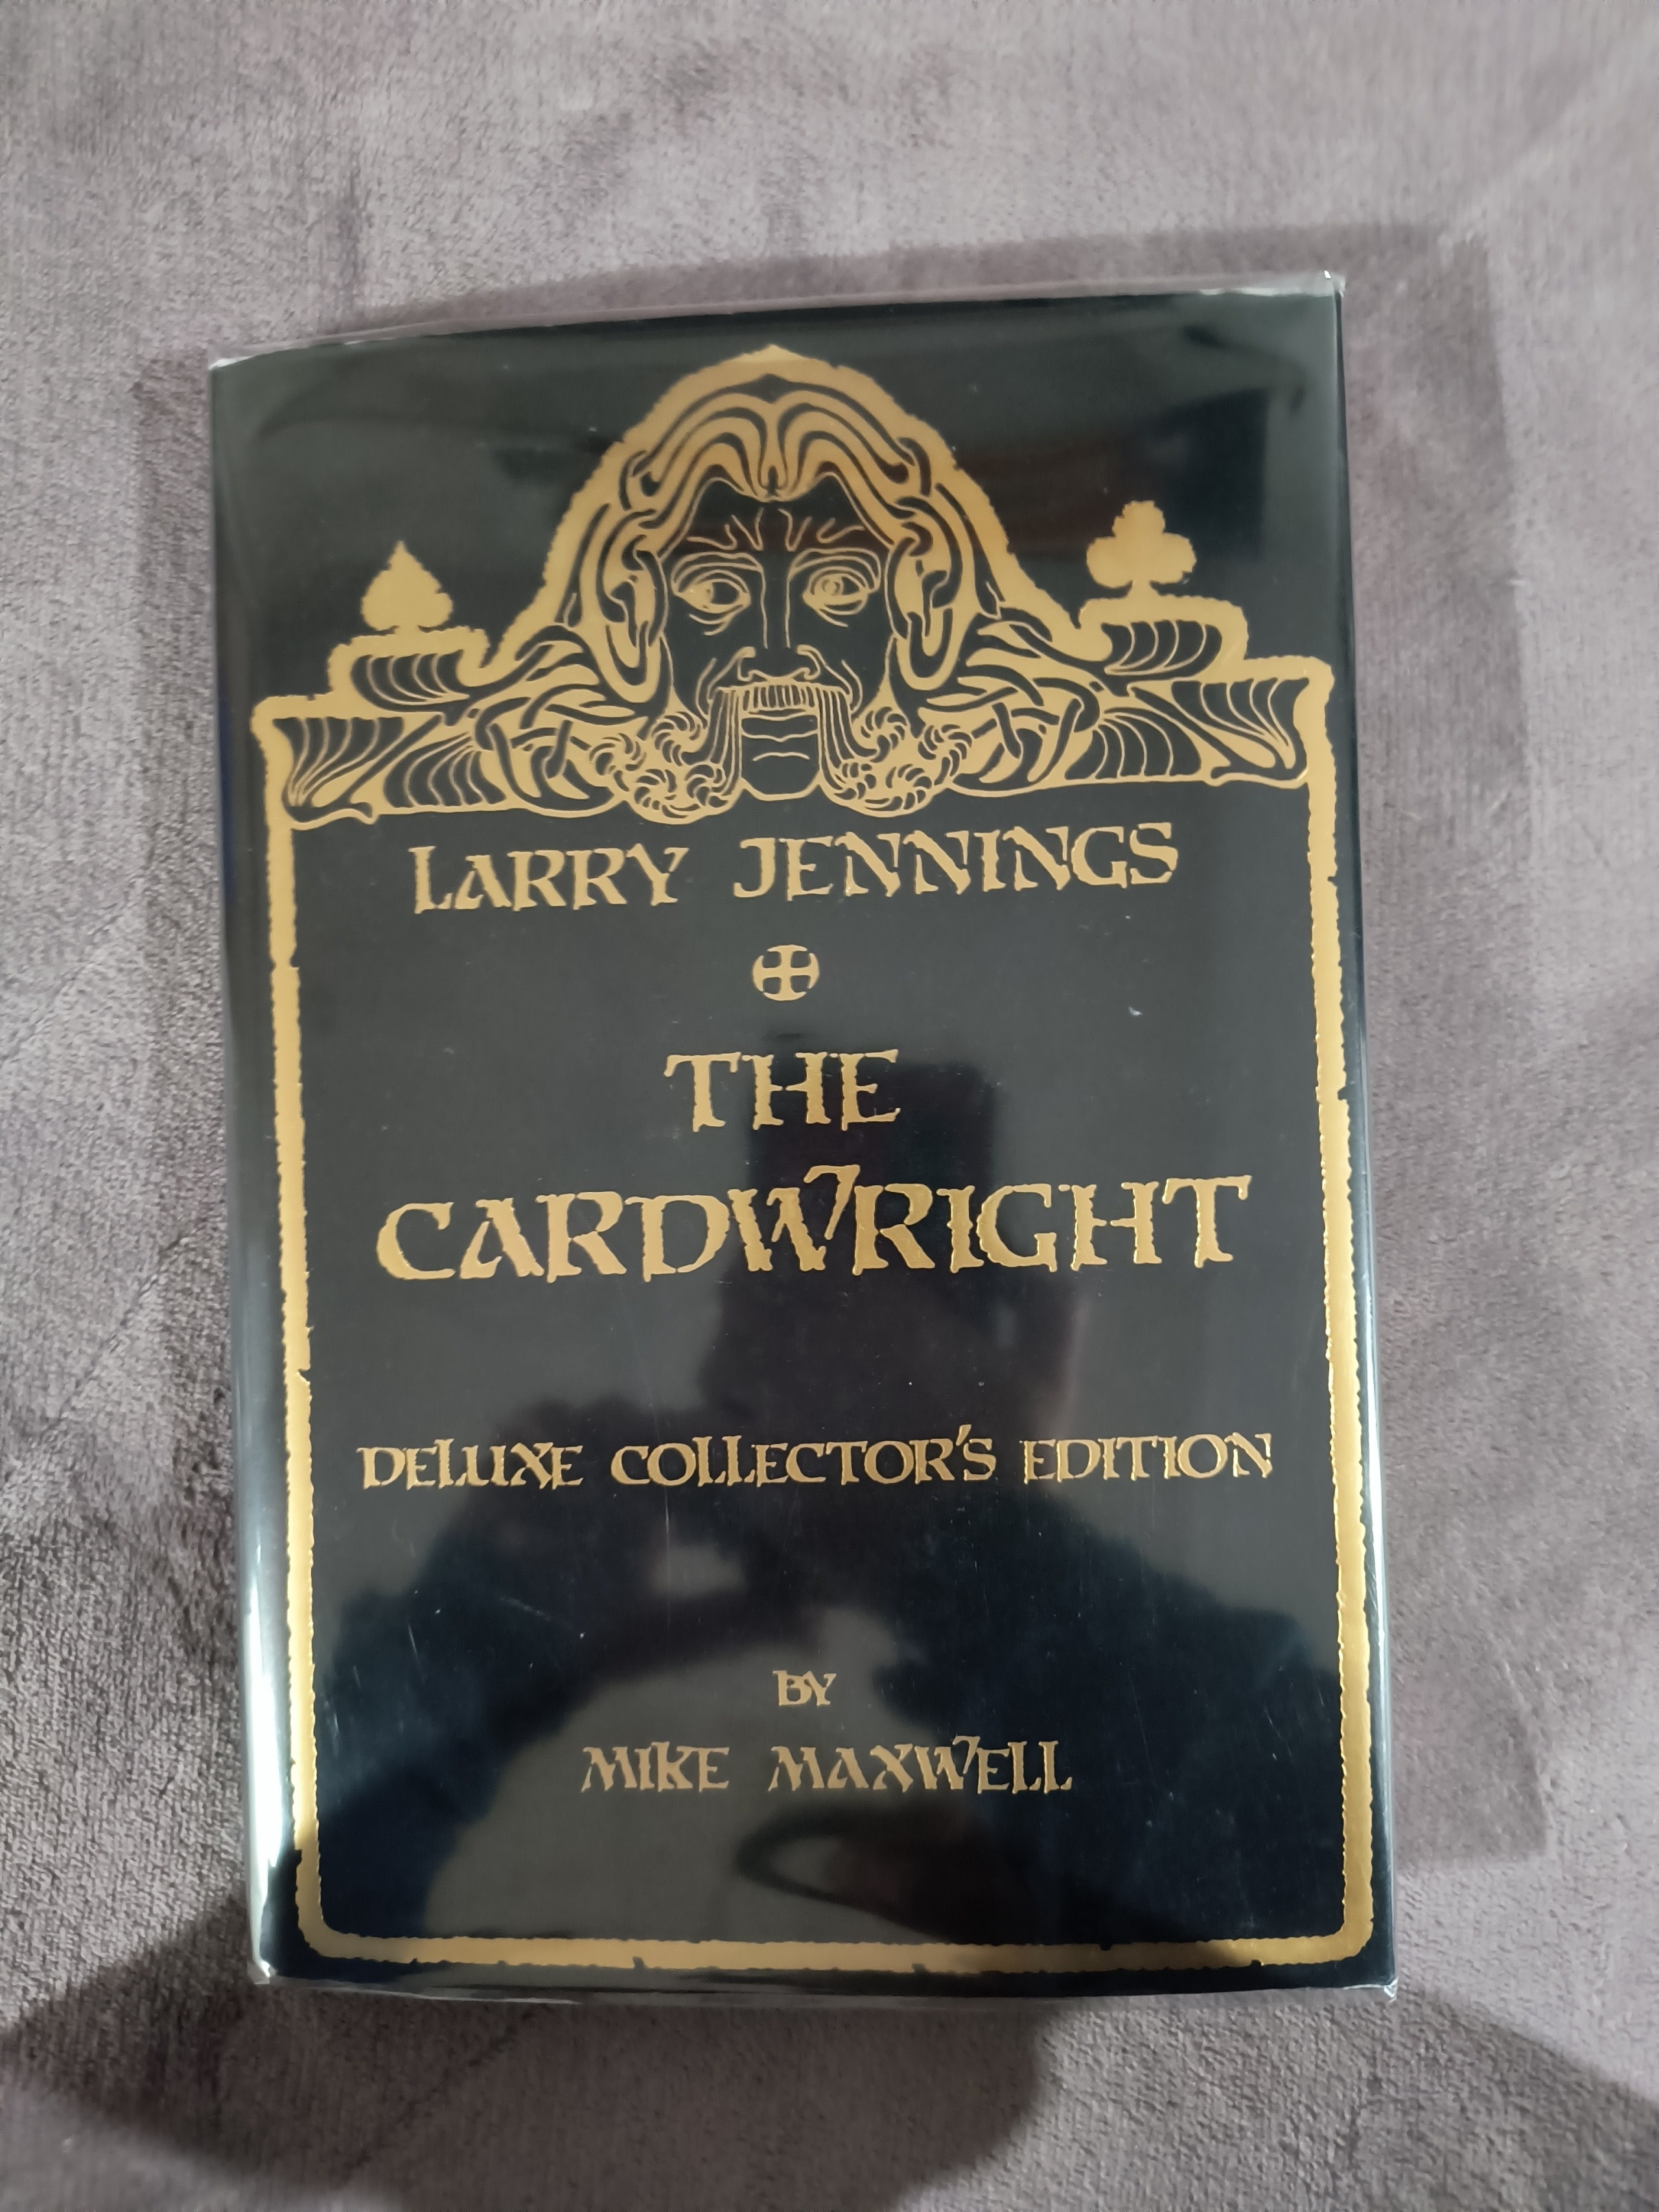 LARRY JENNINGS
THE
CARDWRIGHT
DELUXE COLLECTOR'S EDITION
BY
MIKE MAXWELL